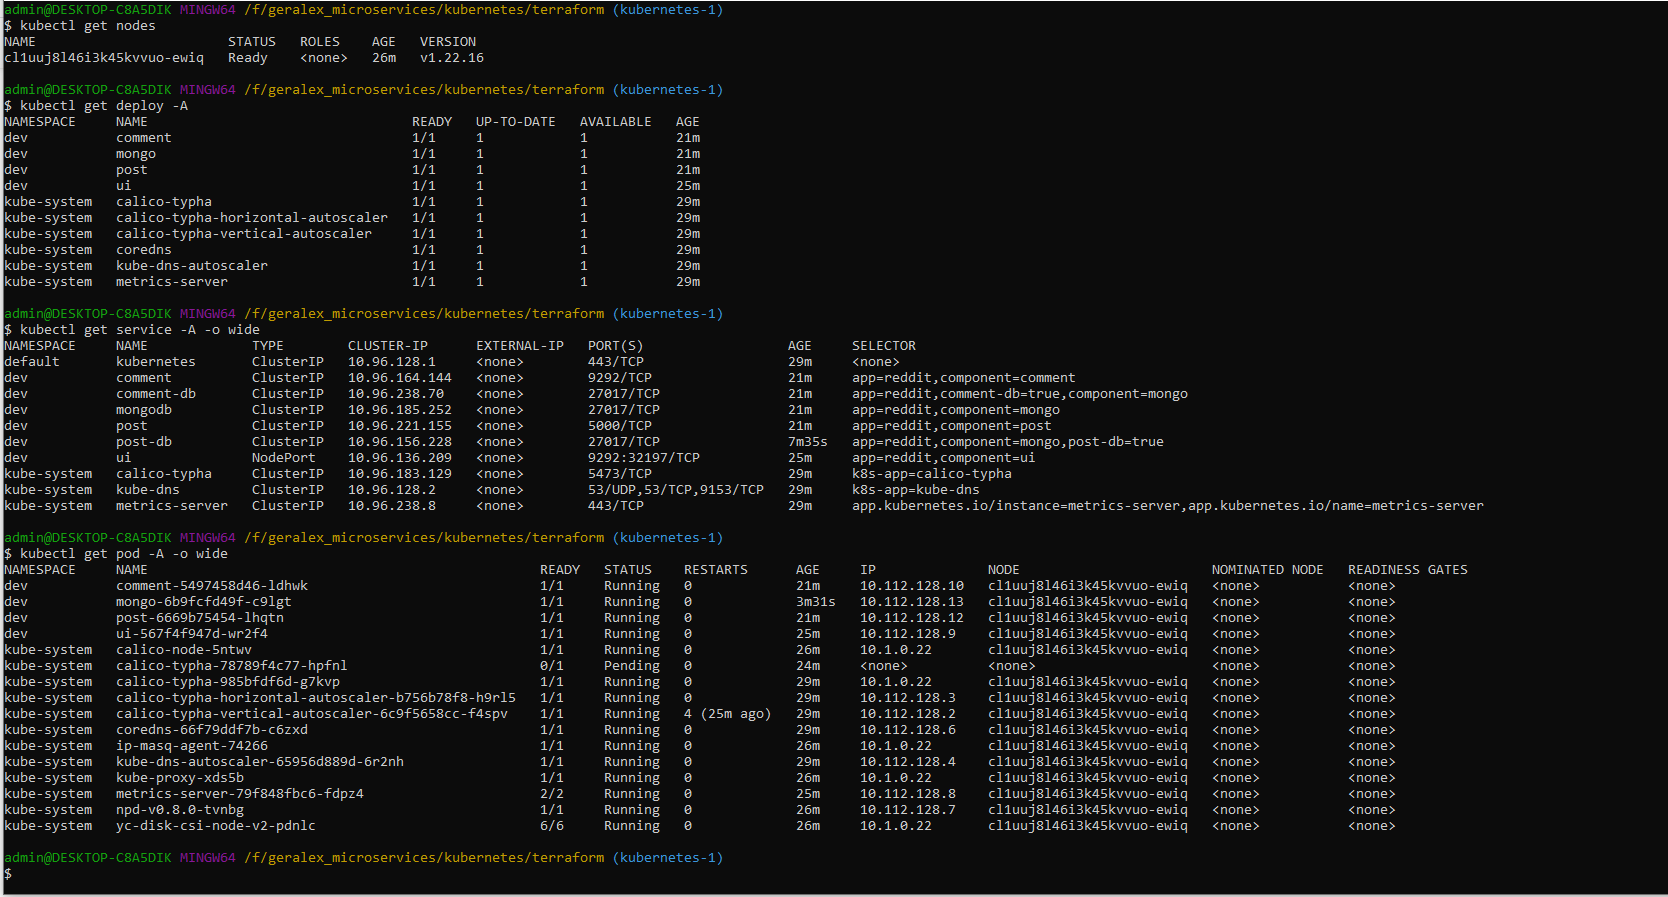 admin@DESKTOP-C8A5DIK MINGW64 /f/geralex_microservices/kubernetes/terraform (kubernetes-1)
$ kubectl get nodes
NAME                        STATUS   ROLES    AGE   VERSION
cl1uuj8l46i3k45kvvuo-ewiq   Ready    <none>   26m   v1.22.16

admin@DESKTOP-C8A5DIK MINGW64 /f/geralex_microservices/kubernetes/terraform (kubernetes-1)
$ kubectl get deploy -A
NAMESPACE     NAME                                 READY   UP-TO-DATE   AVAILABLE   AGE
dev           comment                              1/1     1            1           21m
dev           mongo                                1/1     1            1           21m
dev           post                                 1/1     1            1           21m
dev           ui                                   1/1     1            1           25m
kube-system   calico-typha                         1/1     1            1           29m
kube-system   calico-typha-horizontal-autoscaler   1/1     1            1           29m
kube-system   calico-typha-vertical-autoscaler     1/1     1            1           29m
kube-system   coredns                              1/1     1            1           29m
kube-system   kube-dns-autoscaler                  1/1     1            1           29m
kube-system   metrics-server                       1/1     1            1           29m

admin@DESKTOP-C8A5DIK MINGW64 /f/geralex_microservices/kubernetes/terraform (kubernetes-1)
$ kubectl get service -A -o wide
NAMESPACE     NAME             TYPE        CLUSTER-IP      EXTERNAL-IP   PORT(S)                  AGE     SELECTOR
default       kubernetes       ClusterIP   10.96.128.1     <none>        443/TCP                  29m     <none>
dev           comment          ClusterIP   10.96.164.144   <none>        9292/TCP                 21m     app=reddit,component=comment
dev           comment-db       ClusterIP   10.96.238.70    <none>        27017/TCP                21m     app=reddit,comment-db=true,component=mongo
dev           mongodb          ClusterIP   10.96.185.252   <none>        27017/TCP                21m     app=reddit,component=mongo
dev           post             ClusterIP   10.96.221.155   <none>        5000/TCP                 21m     app=reddit,component=post
dev           post-db          ClusterIP   10.96.156.228   <none>        27017/TCP                7m35s   app=reddit,component=mongo,post-db=true
dev           ui               NodePort    10.96.136.209   <none>        9292:32197/TCP           25m     app=reddit,component=ui
kube-system   calico-typha     ClusterIP   10.96.183.129   <none>        5473/TCP                 29m     k8s-app=calico-typha
kube-system   kube-dns         ClusterIP   10.96.128.2     <none>        53/UDP,53/TCP,9153/TCP   29m     k8s-app=kube-dns
kube-system   metrics-server   ClusterIP   10.96.238.8     <none>        443/TCP                  29m     app.kubernetes.io/instance=metrics-server,app.kubernetes.io/name=metrics-server

admin@DESKTOP-C8A5DIK MINGW64 /f/geralex_microservices/kubernetes/terraform (kubernetes-1)
$ kubectl get pod -A -o wide
NAMESPACE     NAME                                                 READY   STATUS    RESTARTS      AGE     IP              NODE                        NOMINATED NODE   READINESS GATES
dev           comment-5497458d46-ldhwk                             1/1     Running   0             21m     10.112.128.10   cl1uuj8l46i3k45kvvuo-ewiq   <none>           <none>
dev           mongo-6b9fcfd49f-c9lgt                               1/1     Running   0             3m31s   10.112.128.13   cl1uuj8l46i3k45kvvuo-ewiq   <none>           <none>
dev           post-6669b75454-lhqtn                                1/1     Running   0             21m     10.112.128.12   cl1uuj8l46i3k45kvvuo-ewiq   <none>           <none>
dev           ui-567f4f947d-wr2f4                                  1/1     Running   0             25m     10.112.128.9    cl1uuj8l46i3k45kvvuo-ewiq   <none>           <none>
kube-system   calico-node-5ntwv                                    1/1     Running   0             26m     10.1.0.22       cl1uuj8l46i3k45kvvuo-ewiq   <none>           <none>
kube-system   calico-typha-78789f4c77-hpfnl                        0/1     Pending   0             24m     <none>          <none>                      <none>           <none>
kube-system   calico-typha-985bfdf6d-g7kvp                         1/1     Running   0             29m     10.1.0.22       cl1uuj8l46i3k45kvvuo-ewiq   <none>           <none>
kube-system   calico-typha-horizontal-autoscaler-b756b78f8-h9rl5   1/1     Running   0             29m     10.112.128.3    cl1uuj8l46i3k45kvvuo-ewiq   <none>           <none>
kube-system   calico-typha-vertical-autoscaler-6c9f5658cc-f4spv    1/1     Running   4 (25m ago)   29m     10.112.128.2    cl1uuj8l46i3k45kvvuo-ewiq   <none>           <none>
kube-system   coredns-66f79ddf7b-c6zxd                             1/1     Running   0             29m     10.112.128.6    cl1uuj8l46i3k45kvvuo-ewiq   <none>           <none>
kube-system   ip-masq-agent-74266                                  1/1     Running   0             26m     10.1.0.22       cl1uuj8l46i3k45kvvuo-ewiq   <none>           <none>
kube-system   kube-dns-autoscaler-65956d889d-6r2nh                 1/1     Running   0             29m     10.112.128.4    cl1uuj8l46i3k45kvvuo-ewiq   <none>           <none>
kube-system   kube-proxy-xds5b                                     1/1     Running   0             26m     10.1.0.22       cl1uuj8l46i3k45kvvuo-ewiq   <none>           <none>
kube-system   metrics-server-79f848fbc6-fdpz4                      2/2     Running   0             25m     10.112.128.8    cl1uuj8l46i3k45kvvuo-ewiq   <none>           <none>
kube-system   npd-v0.8.0-tvnbg                                     1/1     Running   0             26m     10.112.128.7    cl1uuj8l46i3k45kvvuo-ewiq   <none>           <none>
kube-system   yc-disk-csi-node-v2-pdnlc                            6/6     Running   0             26m     10.1.0.22       cl1uuj8l46i3k45kvvuo-ewiq   <none>           <none>

admin@DESKTOP-C8A5DIK MINGW64 /f/geralex_microservices/kubernetes/terraform (kubernetes-1)
$